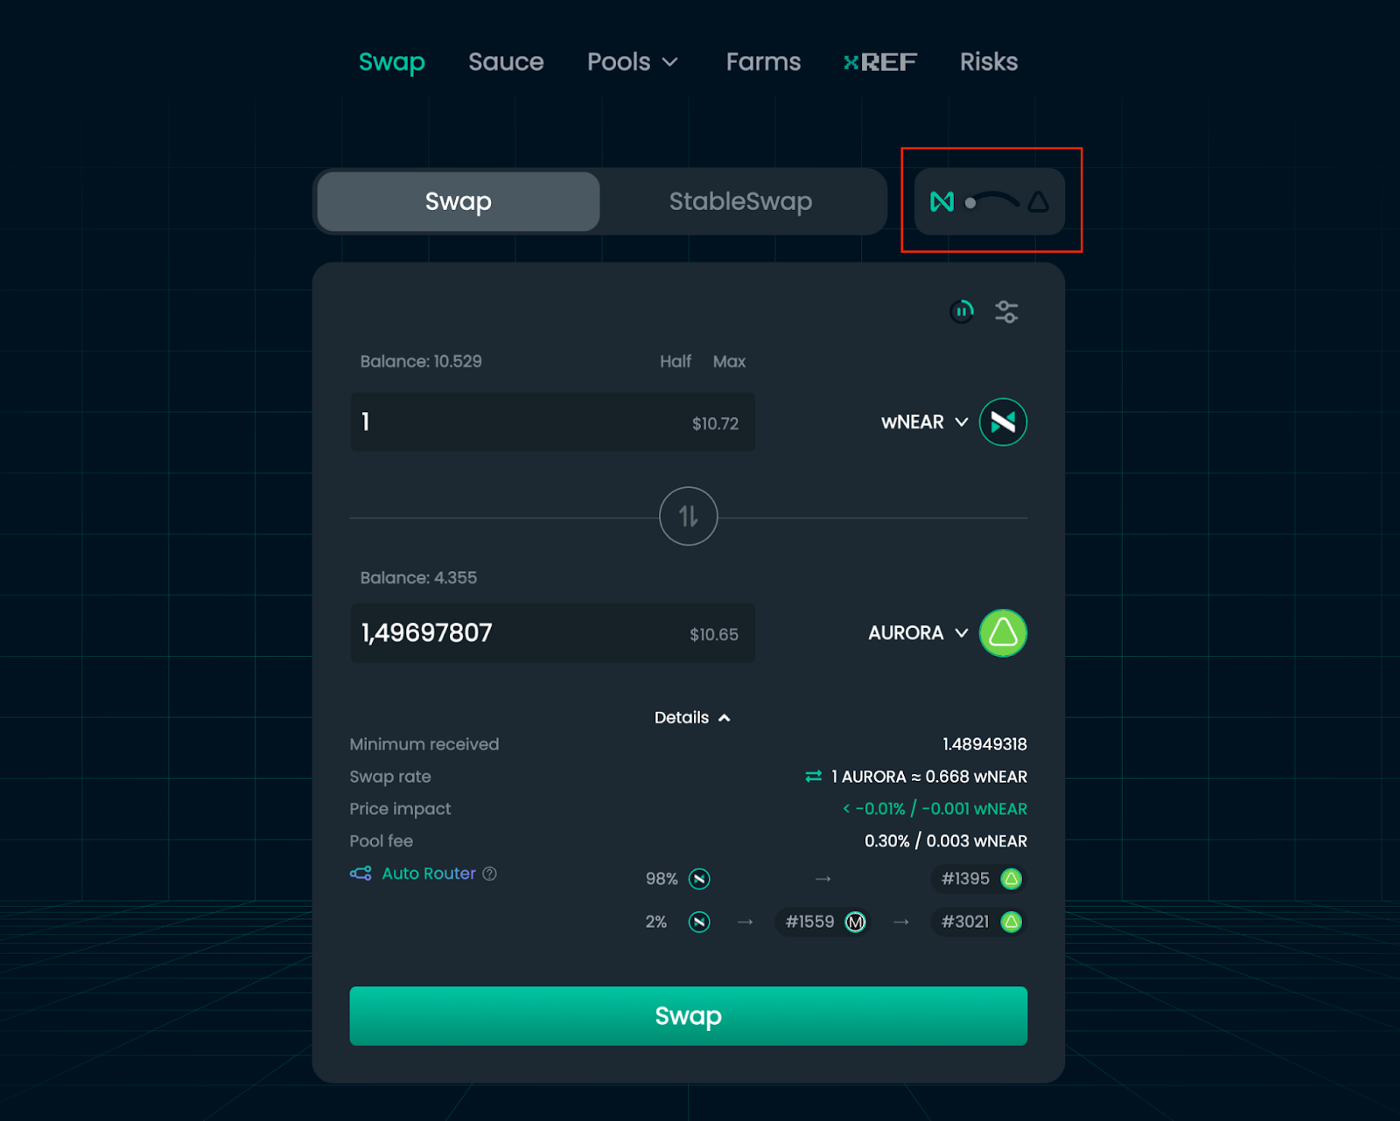 Swap Sauce Pools Farms xREF Risks
Swap StableSwap
Balance: 10.529 Half Max
1 $10.72 wNEAR
Balance: 4.355
1,49697807 $10.65 AURORA
Details
Minimum received 1.48949318
Swap rate 1 AURORA ≈ 0.668 wNEAR
Price impact < -0.01% / -0.001 wNEAR
Pool fee 0.30% / 0.003 wNEAR
Auto Router ? 98% → #1395
2% → #1559 → #3021
Swap